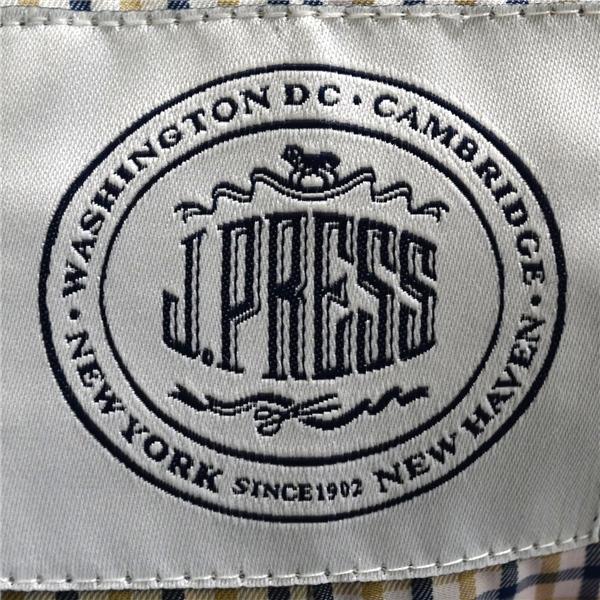 WASHINGTON DC · CAMBRIDGE ·
J.PRESS
· NEW YORK SINCE 1902 NEW HAVEN ·